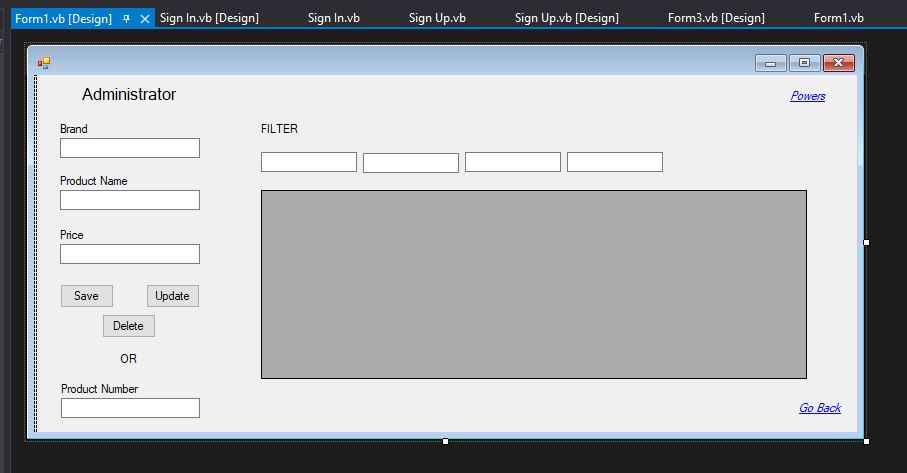 Form1.vb [Design] Sign In.vb [Design] Sign In.vb Sign Up.vb Sign Up.vb [Design] Form3.vb [Design] Form1.vb
Administrator
Powers
Brand
FILTER
Product Name
Price
Save Update
Delete
OR
Product Number
Go Back